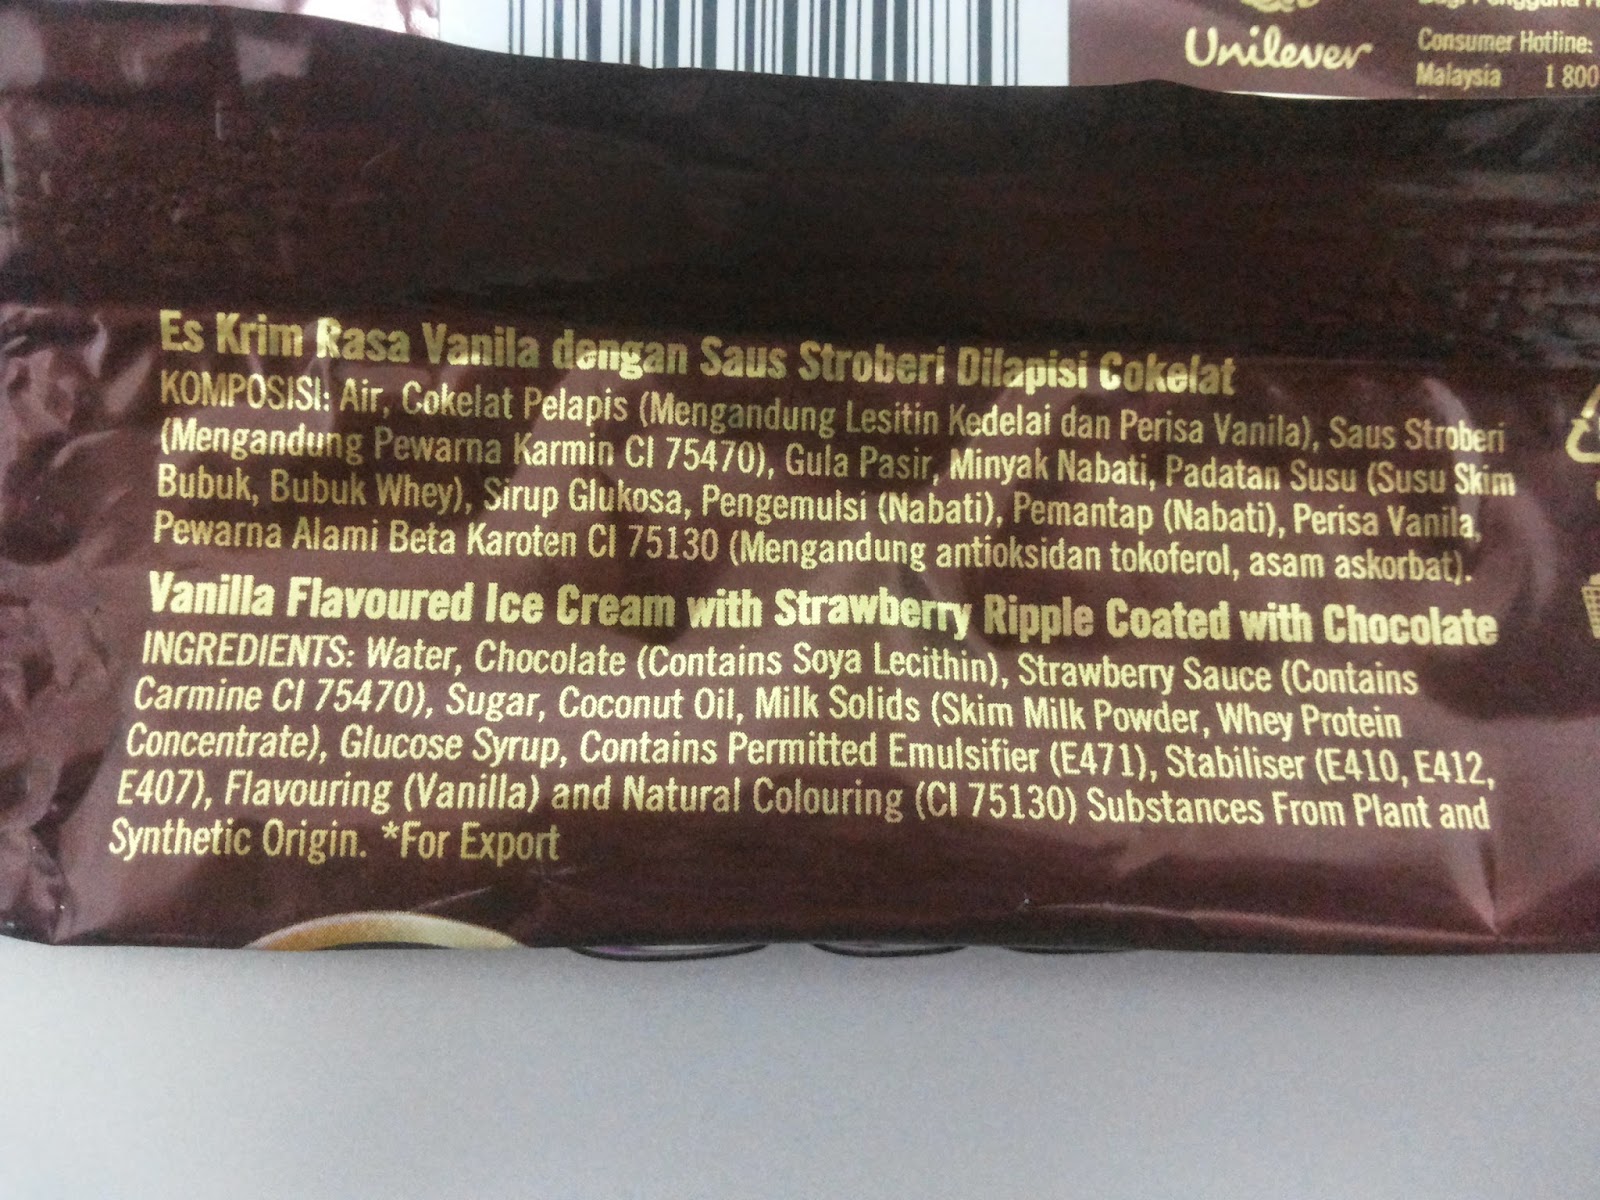 Unilever
Consumer Hotline:
Malaysia 1 800
Es Krim Rasa Vanila dengan Saus Stroberi Dilapisi Cokelat
KOMPOSISI: Air, Cokelat Pelapis (Mengandung Lesitin Kedelai dan Perisa Vanila), Saus Stroberi
(Mengandung Pewarna Karmin CI 75470), Gula Pasir, Minyak Nabati, Padatan Susu (Susu Skim
Bubuk, Bubuk Whey), Sirup Glukosa, Pengemulsi (Nabati), Pemantap (Nabati), Perisa Vanila,
Pewarna Alami Beta Karoten CI 75130 (Mengandung antioksidan tokoferol, asam askorbat).
Vanilla Flavoured Ice Cream with Strawberry Ripple Coated with Chocolate
INGREDIENTS: Water, Chocolate (Contains Soya Lecithin), Strawberry Sauce (Contains
Carmine CI 75470), Sugar, Coconut Oil, Milk Solids (Skim Milk Powder, Whey Protein
Concentrate), Glucose Syrup, Contains Permitted Emulsifier (E471), Stabiliser (E410, E412,
E407), Flavouring (Vanilla) and Natural Colouring (CI 75130) Substances From Plant and
Synthetic Origin. *For Export